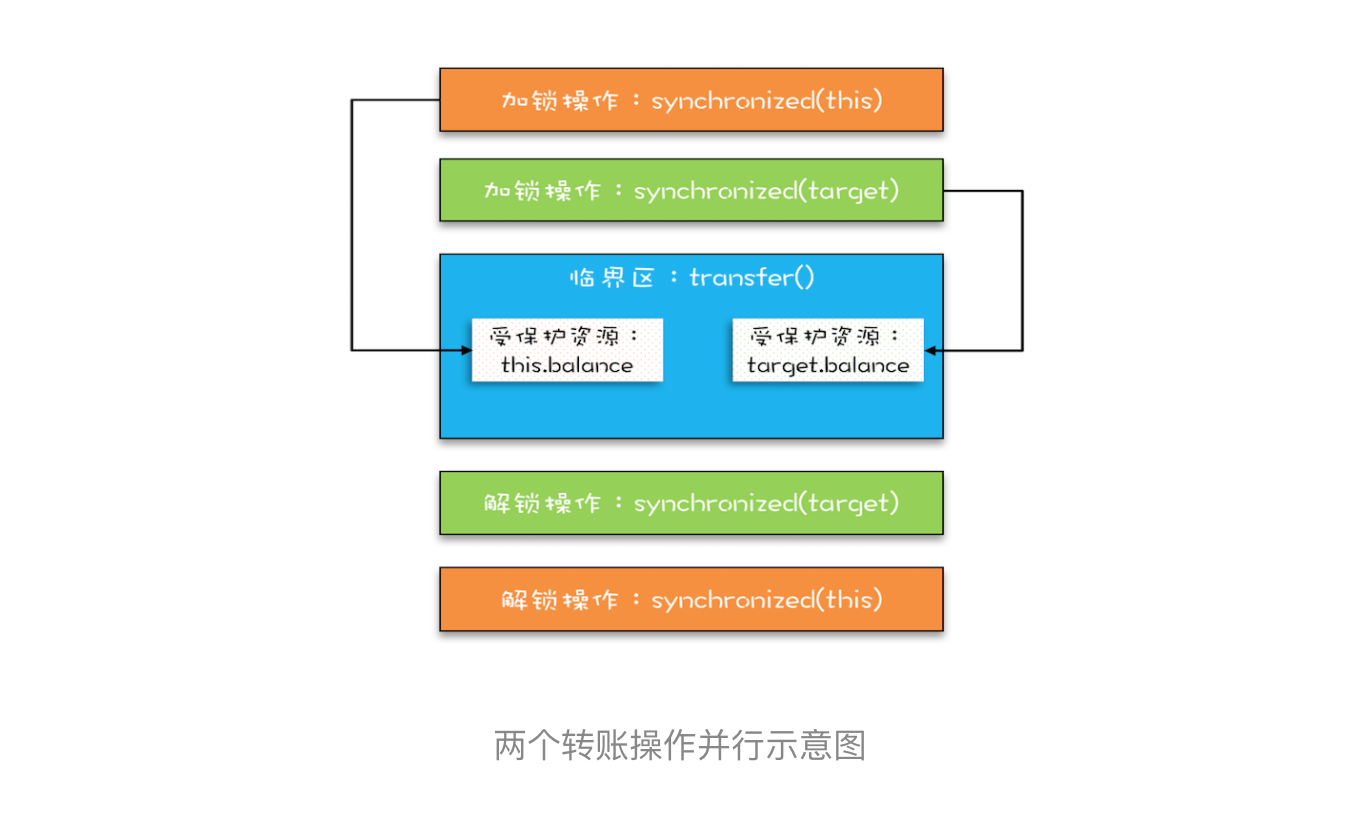 加锁操作：synchronized(this)
加锁操作：synchronized(target)
临界区：transfer()
受保护资源：
this.balance
受保护资源：
target.balance
解锁操作：synchronized(target)
解锁操作：synchronized(this)
两个转账操作并行示意图